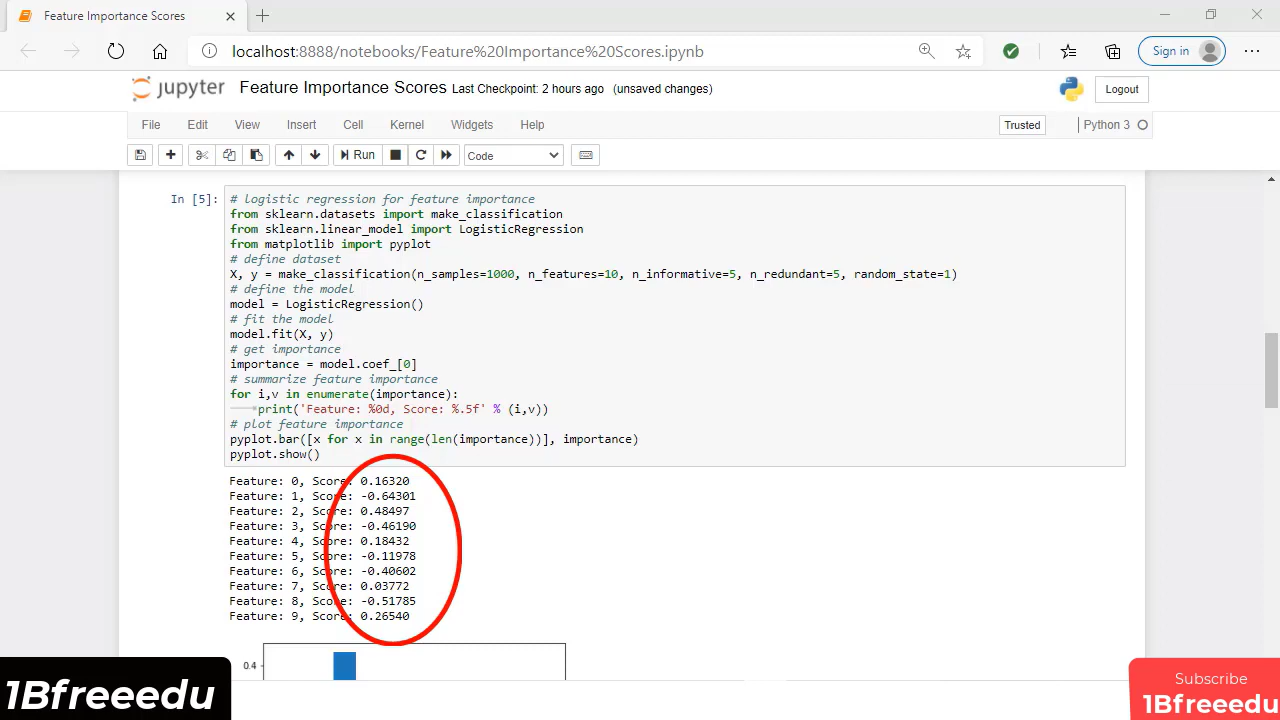 Feature Importance Scores
localhost:8888/notebooks/Feature%20Importance%20Scores.ipynb
Sign in
jupyter Feature Importance Scores Last Checkpoint: 2 hours ago (unsaved changes)
Logout
File Edit View Insert Cell Kernel Widgets Help
Trusted
Python 3
Run
Code
In [5]:
# logistic regression for feature importance
from sklearn.datasets import make_classification
from sklearn.linear_model import LogisticRegression
from matplotlib import pyplot
# define dataset
X, y = make_classification(n_samples=1000, n_features=10, n_informative=5, n_redundant=5, random_state=1)
# define the model
model = LogisticRegression()
# fit the model
model.fit(X, y)
# get importance
importance = model.coef_[0]
# summarize feature importance
for i,v in enumerate(importance):
print('Feature: %0d, Score: %.5f' % (i,v))
# plot feature importance
pyplot.bar([x for x in range(len(importance))], importance)
pyplot.show()
Feature: 0, Score: 0.16320
Feature: 1, Score: -0.64301
Feature: 2, Score: 0.48497
Feature: 3, Score: -0.46190
Feature: 4, Score: 0.18432
Feature: 5, Score: -0.11978
Feature: 6, Score: -0.40602
Feature: 7, Score: 0.03772
Feature: 8, Score: -0.51785
Feature: 9, Score: 0.26540
0.4
1Bfreeedu
Subscribe
1Bfreedu